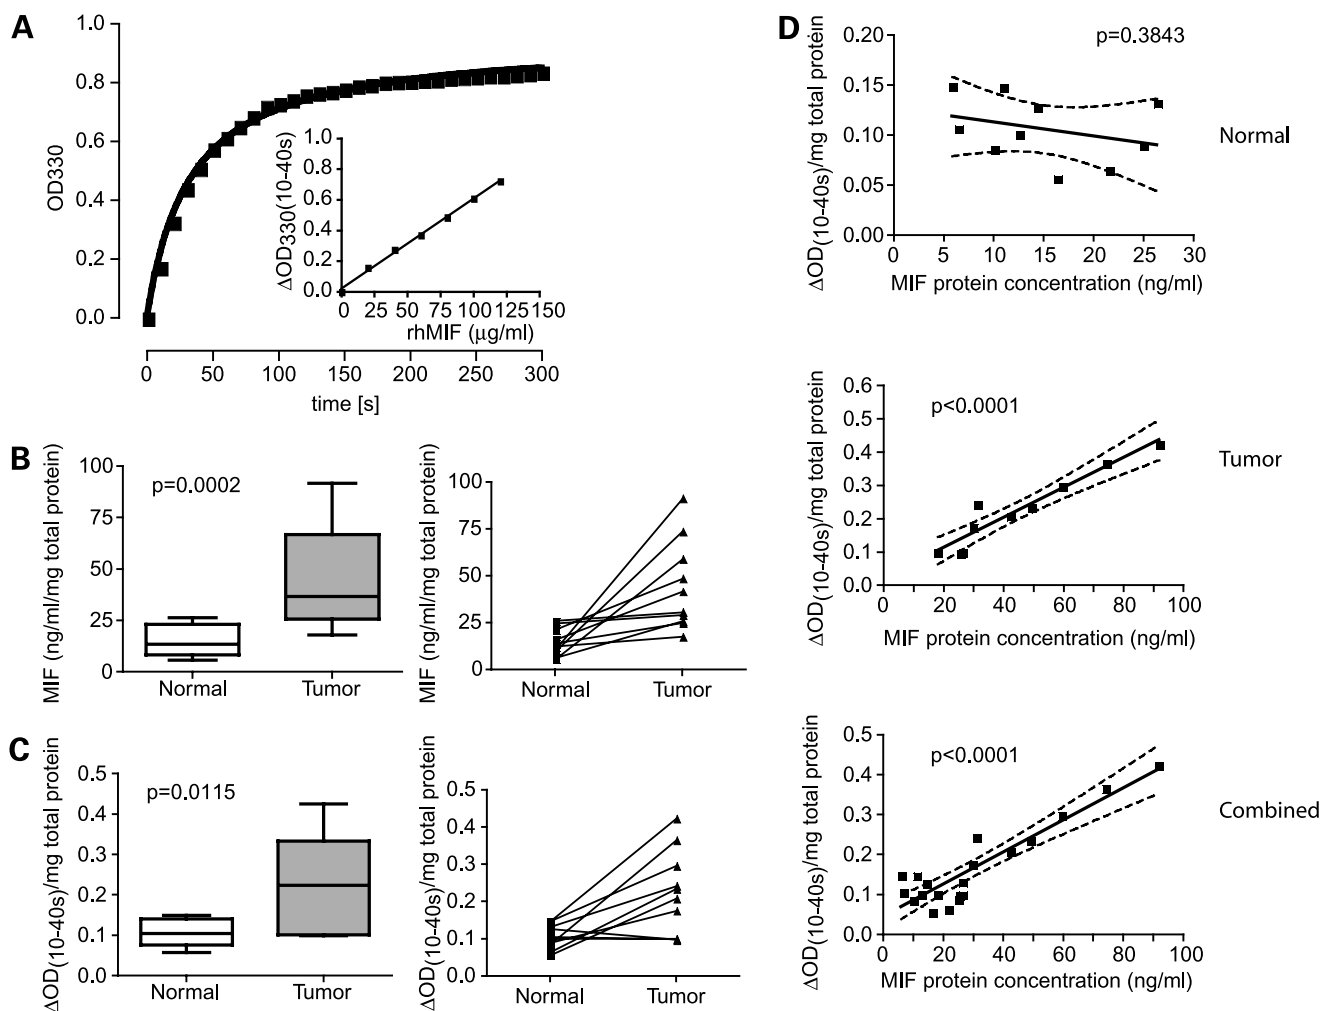 A
1.0
0.8
0.6
0.4
0.2
0.0
OD330
0 50 100 150 200 250 300
time [s]
1.0
0.8
0.6
0.4
0.2
0.0
ΔOD330(10-40s)
0 25 50 75 100 125 150
rhMIF (μg/ml)
B
100
75
50
25
0
MIF (ng/ml/mg total protein)
p=0.0002
Normal Tumor
100
75
50
25
0
MIF (ng/ml/mg total protein)
Normal Tumor
C
0.5
0.4
0.3
0.2
0.1
0.0
ΔOD(10-40s)/mg total protein
p=0.0115
Normal Tumor
0.5
0.4
0.3
0.2
0.1
0.0
ΔOD(10-40s)/mg total protein
Normal Tumor
D
p=0.3843
0.20
0.15
0.10
0.05
0.00
ΔOD(10-40s)/mg total protein
0 5 10 15 20 25 30
MIF protein concentration (ng/ml)
Normal
p<0.0001
0.6
0.5
0.4
0.3
0.2
0.1
0.0
ΔOD(10-40s)/mg total protein
0 20 40 60 80 100
MIF protein concentration (ng/ml)
Tumor
p<0.0001
0.5
0.4
0.3
0.2
0.1
0.0
ΔOD(10-40s)/mg total protein
0 20 40 60 80 100
MIF protein concentration (ng/ml)
Combined